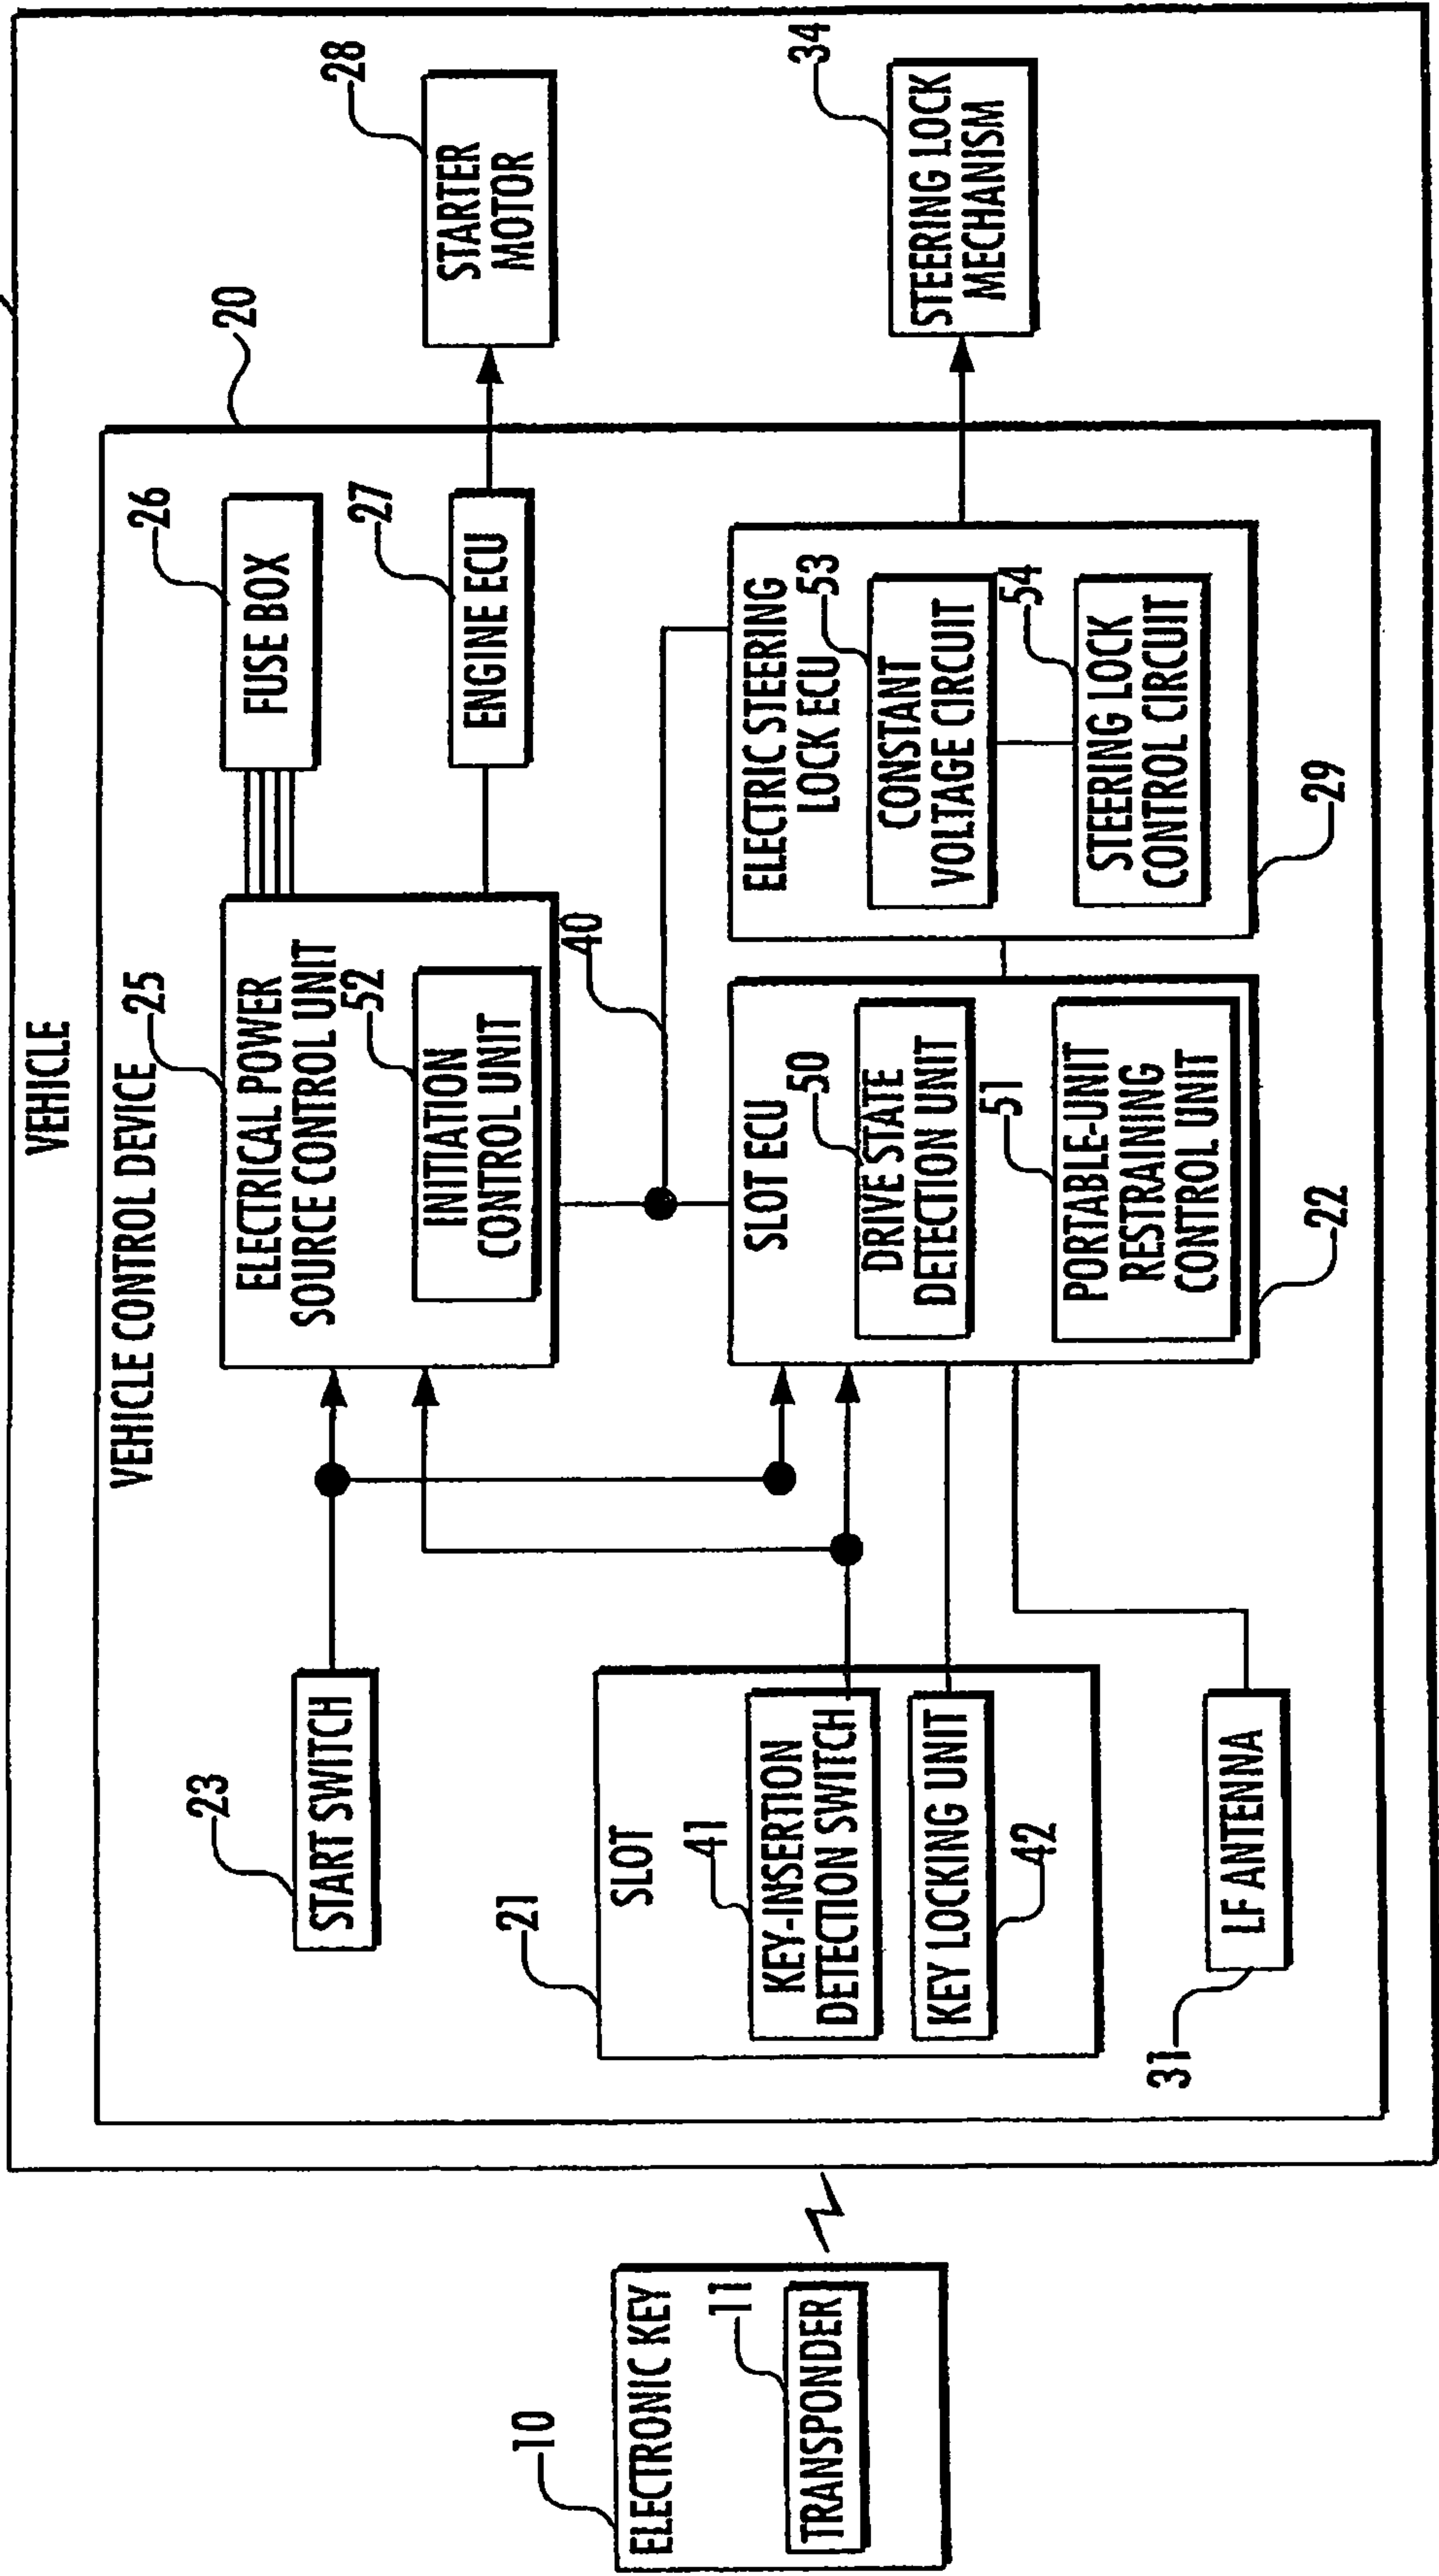 VEHICLE
VEHICLE CONTROL DEVICE
20
23
START SWITCH
25
ELECTRICAL POWER
SOURCE CONTROL UNIT
52
INITIATION
CONTROL UNIT
26
FUSE BOX
27
ENGINE ECU
28
STARTER
MOTOR
40
21
SLOT
41
KEY-INSERTION
DETECTION SWITCH
KEY LOCKING UNIT
42
SLOT ECU
50
DRIVE STATE
DETECTION UNIT
51
PORTABLE-UNIT
RESTRAINING
CONTROL UNIT
22
ELECTRIC STEERING
LOCK ECU
53
CONSTANT
VOLTAGE CIRCUIT
54
STEERING LOCK
CONTROL CIRCUIT
29
34
STEERING LOCK
MECHANISM
LF ANTENNA
31
10
ELECTRONIC KEY
11
TRANSPONDER